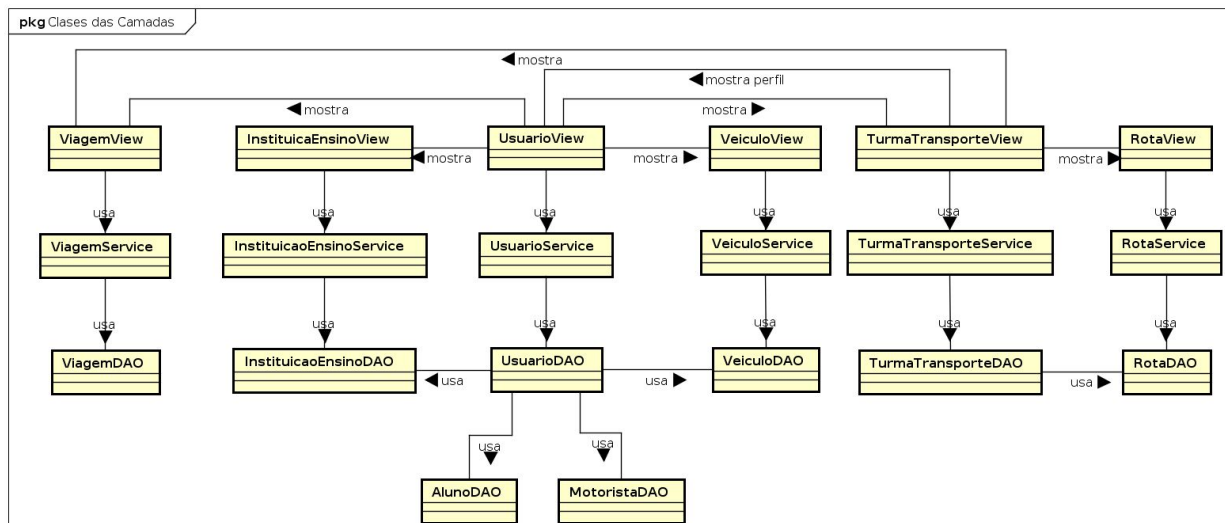 pkg Clases das Camadas
mostra
mostra perfil
mostra
mostra
ViagemView
InstituicaEnsinoView
UsuarioView
VeiculoView
TurmaTransporteView
RotaView
mostra
mostra
mostra
usa
usa
usa
usa
usa
usa
ViagemService
InstituicaoEnsinoService
UsuarioService
VeiculoService
TurmaTransporteService
RotaService
usa
usa
usa
usa
usa
usa
ViagemDAO
InstituicaoEnsinoDAO
UsuarioDAO
VeiculoDAO
TurmaTransporteDAO
RotaDAO
usa
usa
usa
usa
usa
AlunoDAO
MotoristaDAO